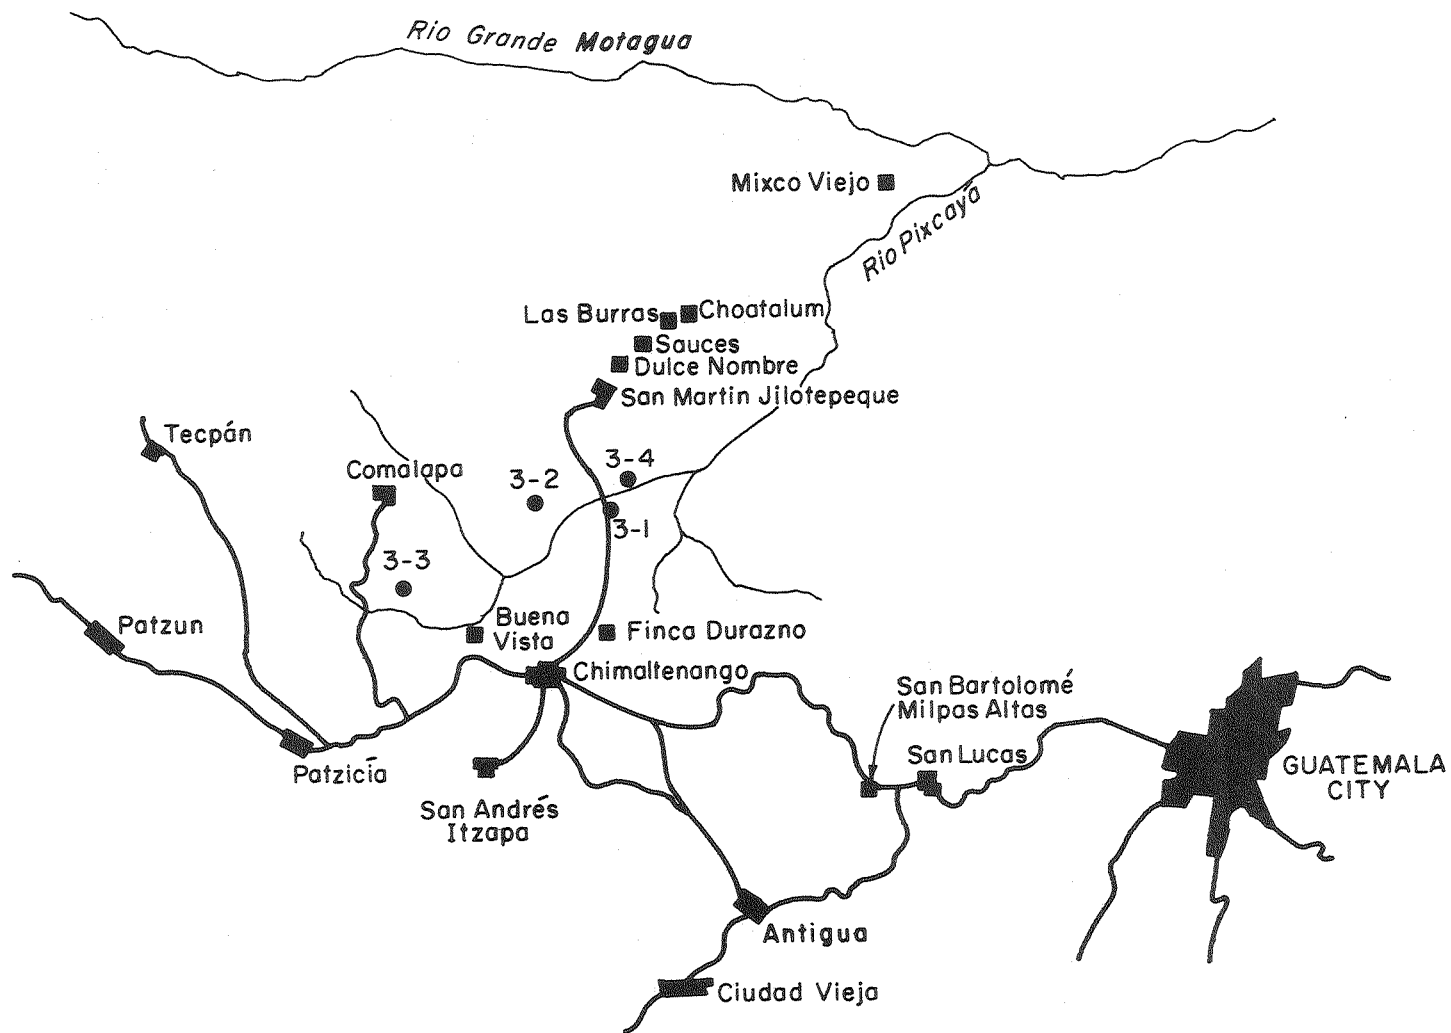 Rio Grande Motagua
Mixco Viejo
Rio Pixcayá
Las Burras
Choatalum
Sauces
Dulce Nombre
San Martin Jilotepeque
Tecpán
Comalapa
3-4
3-2
3-1
3-3
Patzun
Buena
Vista
Finca Durazno
Chimaltenango
San Bartolomé
Milpas Altas
San Lucas
Patzicía
GUATEMALA
CITY
San Andrés
Itzapa
Antigua
Ciudad Vieja